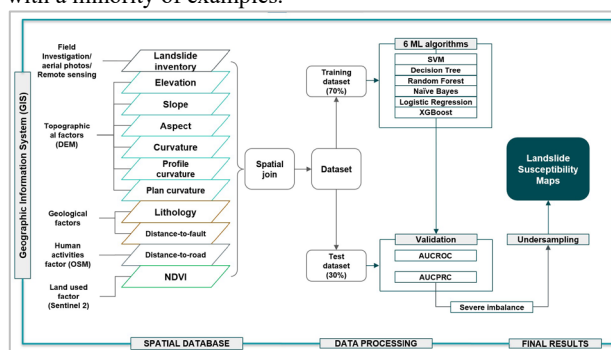 with a minority of examples.
Geographic Information System (GIS)
Field
Investigation/
aerial photos/
Remote sensing
Topographic
al factors
(DEM)
Geological
factors
Human
activities
factor (OSM)
Land used
factor
(Sentinel 2)
Landslide
inventory
Elevation
Slope
Aspect
Curvature
Profile
curvature
Plan curvature
Lithology
Distance-to-fault
Distance-to-road
NDVI
Spatial
join
Dataset
Training
dataset
(70%)
Test
dataset
(30%)
6 ML algorithms
SVM
Decision Tree
Random Forest
Naïve Bayes
Logistic Regression
XGBoost
Validation
AUCROC
AUCPRC
Severe imbalance
Undersampling
Landslide
Susceptibility
Maps
SPATIAL DATABASE
DATA PROCESSING
FINAL RESULTS